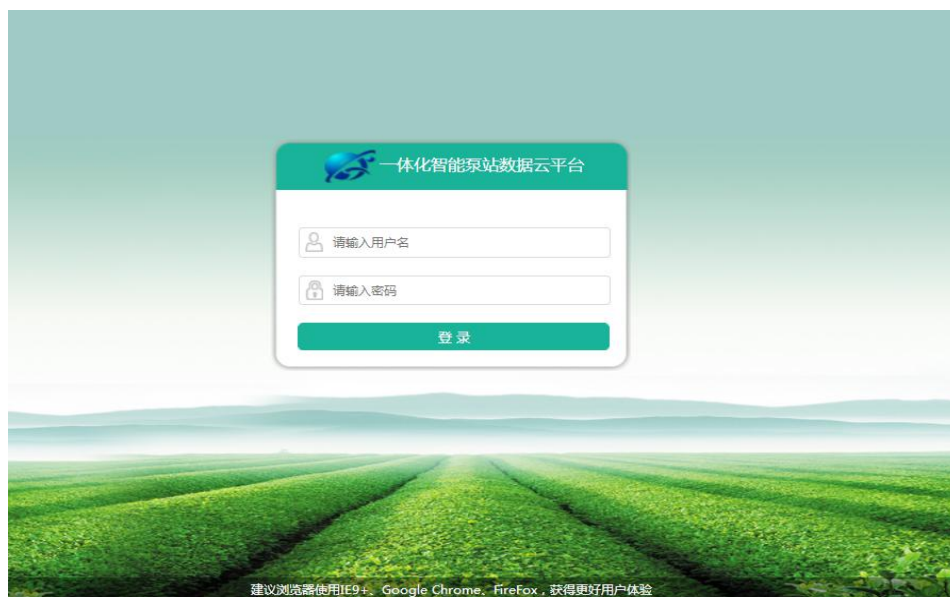 一体化智能泵站数据云平台
请输入用户名
请输入密码
登录
建议浏览器使用IE9+、Google Chrome、FireFox，获得更好用户体验